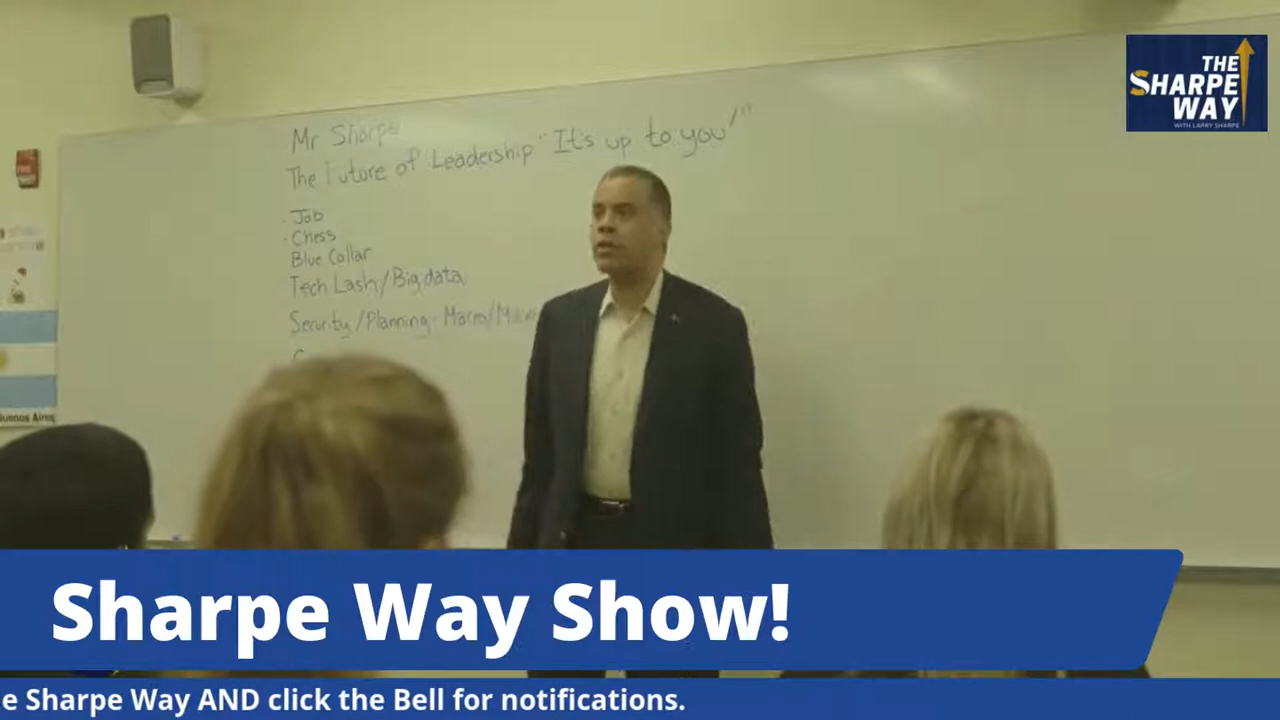 THE
SHARPE
WAY
WITH LARRY SHARPE
Mr Sharpe
The Future of Leadership "It's up to you!"
· Job
· Chess
Blue Collar
Tech Lash/Big data
Security/Planning - Macro/
Buenos Aires
Sharpe Way Show!
e Sharpe Way AND click the Bell for notifications.